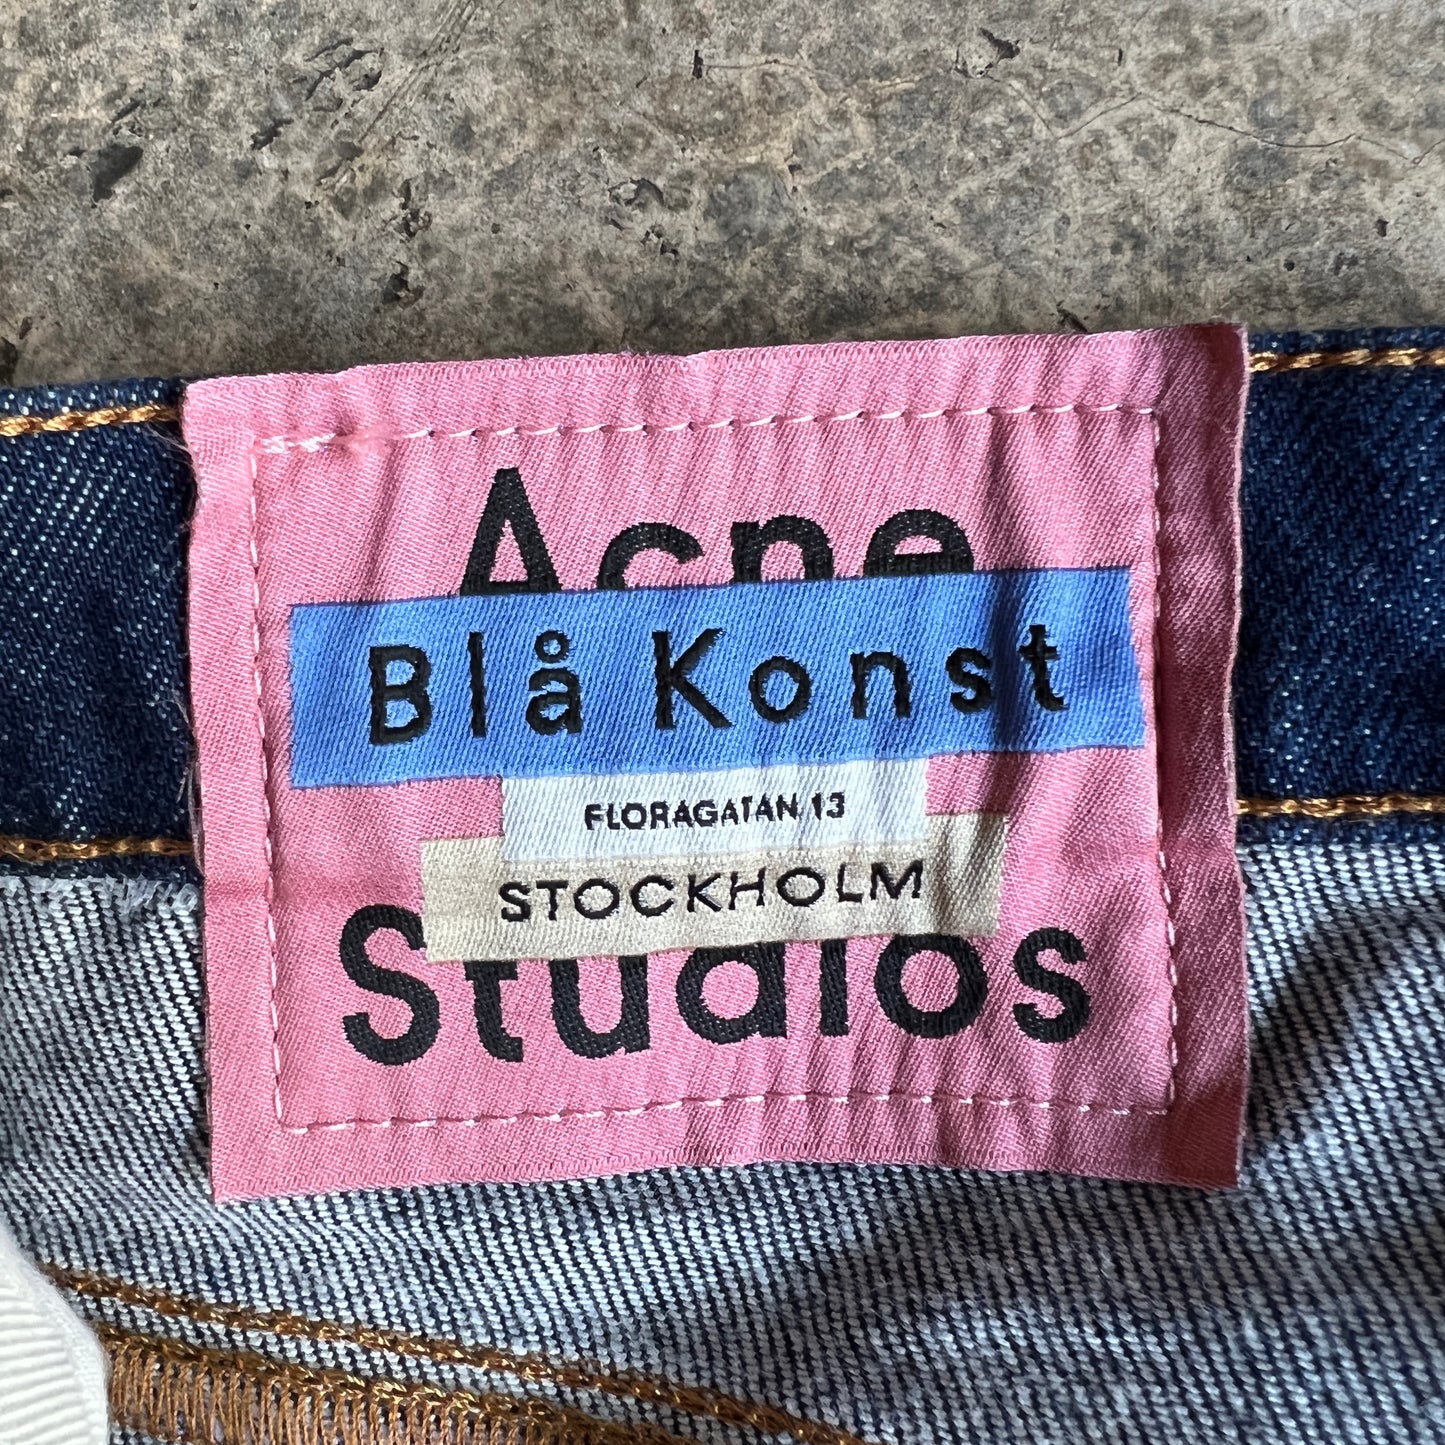 Acne
Blå Konst
FLORAGATAN 13
STOCKHOLM
Studios